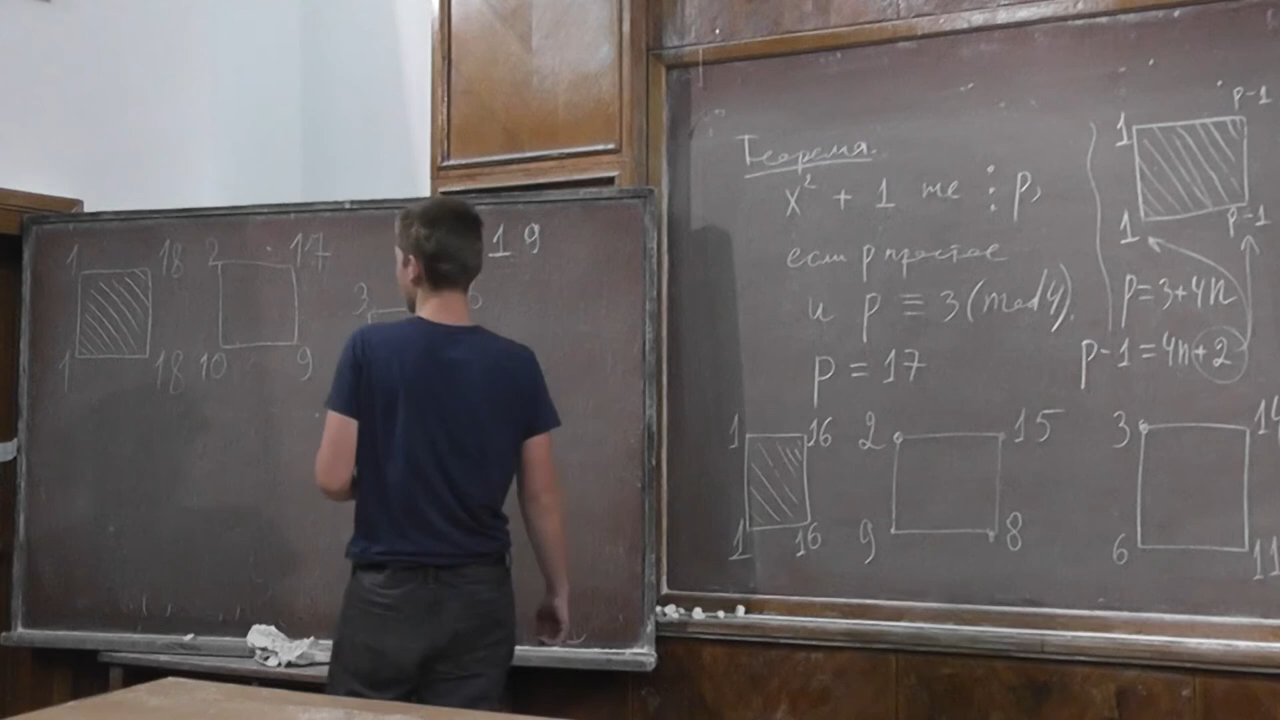 1 18 2 17
3
19
1 18 10 9
Теорема.
x² + 1 не ⋮ p,
если p простое
и p ≡ 3 (mod 4).
p = 17
1 p-1
1 p-1
p = 3 + 4n
p-1 = 4n+2
1 16 2 15 3 14
1 16 9 8 6 11